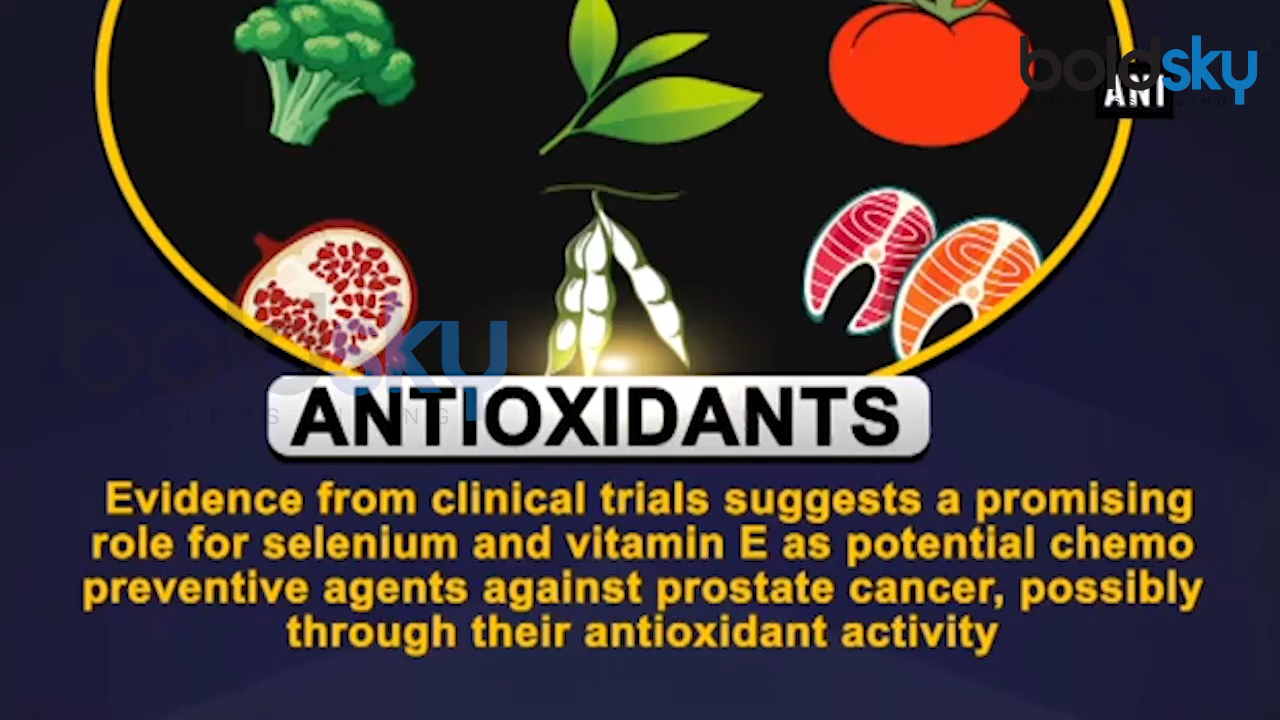 boldsky
ANI
boldsky
ANTIOXIDANTS
Evidence from clinical trials suggests a promising
role for selenium and vitamin E as potential chemo
preventive agents against prostate cancer, possibly
through their antioxidant activity